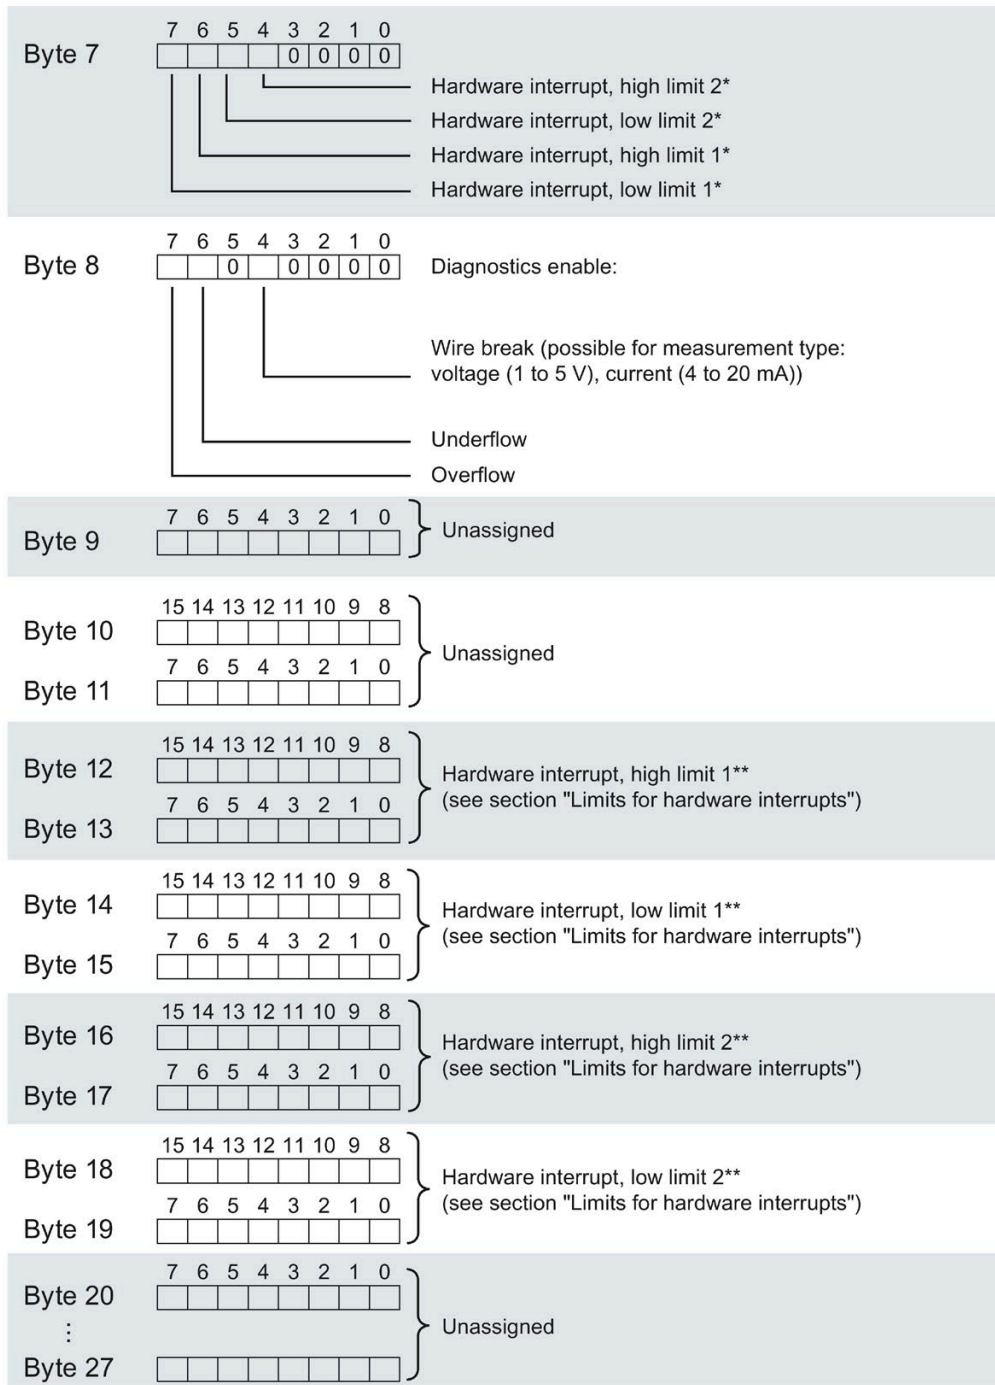 7 6 5 4 3 2 1 0
Byte 7
0 0 0 0
Hardware interrupt, high limit 2*
Hardware interrupt, low limit 2*
Hardware interrupt, high limit 1*
Hardware interrupt, low limit 1*
7 6 5 4 3 2 1 0
Byte 8
0 0 0 0 0
Diagnostics enable:
Wire break (possible for measurement type:
voltage (1 to 5 V), current (4 to 20 mA))
Underflow
Overflow
7 6 5 4 3 2 1 0
Byte 9
Unassigned
15 14 13 12 11 10 9 8
Byte 10
7 6 5 4 3 2 1 0
Byte 11
Unassigned
15 14 13 12 11 10 9 8
Byte 12
7 6 5 4 3 2 1 0
Byte 13
Hardware interrupt, high limit 1**
(see section "Limits for hardware interrupts")
15 14 13 12 11 10 9 8
Byte 14
7 6 5 4 3 2 1 0
Byte 15
Hardware interrupt, low limit 1**
(see section "Limits for hardware interrupts")
15 14 13 12 11 10 9 8
Byte 16
7 6 5 4 3 2 1 0
Byte 17
Hardware interrupt, high limit 2**
(see section "Limits for hardware interrupts")
15 14 13 12 11 10 9 8
Byte 18
7 6 5 4 3 2 1 0
Byte 19
Hardware interrupt, low limit 2**
(see section "Limits for hardware interrupts")
7 6 5 4 3 2 1 0
Byte 20
⋮
Byte 27
Unassigned